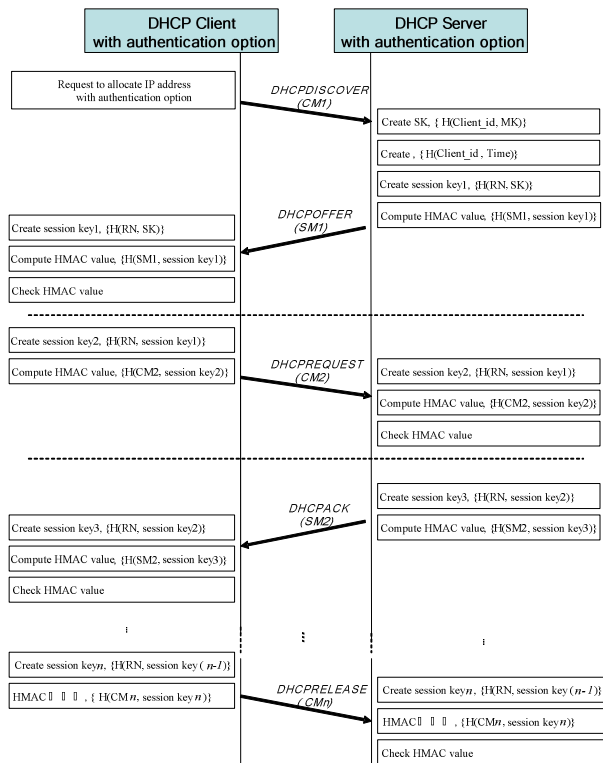 DHCP Client
with authentication option
DHCP Server
with authentication option
Request to allocate IP address
with authentication option
DHCPDISCOVER
(CM1)
Create SK, { H(Client_id, MK)}
Create , { H(Client_id , Time)}
Create session key1, {H(RN, SK)}
Compute HMAC value, {H(SM1, session key1)}
DHCPOFFER
(SM1)
Create session key1, {H(RN, SK)}
Compute HMAC value, {H(SM1, session key1)}
Check HMAC value
Create session key2, {H(RN, session key1)}
Compute HMAC value, {H(CM2, session key2)}
DHCPREQUEST
(CM2)
Create session key2, {H(RN, session key1)}
Compute HMAC value, {H(CM2, session key2)}
Check HMAC value
Create session key3, {H(RN, session key2)}
Compute HMAC value, {H(SM2, session key3)}
DHCPACK
(SM2)
Create session key3, {H(RN, session key2)}
Compute HMAC value, {H(SM2, session key3)}
Check HMAC value
Create session keyn, {H(RN, session key(n-1)}
HMAC , { H(CMn, session keyn)}
DHCPRELEASE
(CMn)
Create session keyn, {H(RN, session key(n-1)}
HMAC , {H(CMn, session keyn)}
Check HMAC value